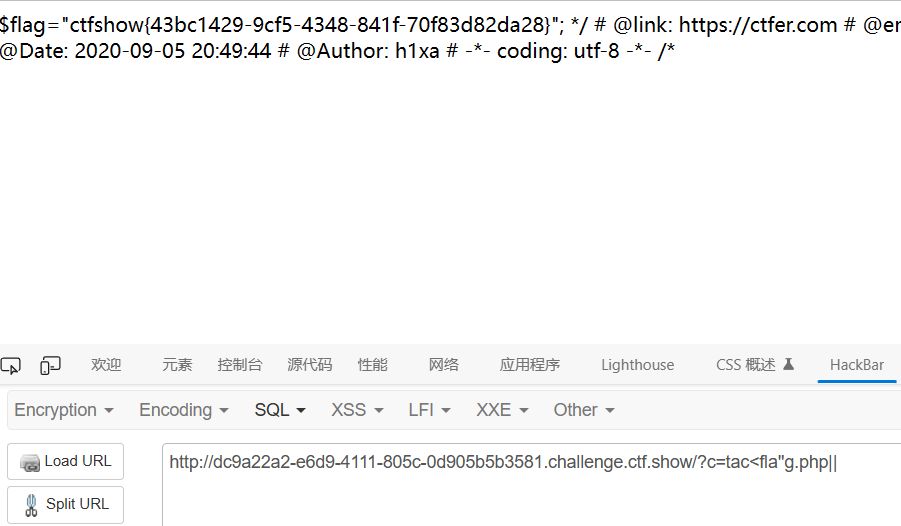 $flag="ctfshow{43bc1429-9cf5-4348-841f-70f83d82da28}"; */ # @link: https://ctfer.com # @er
@Date: 2020-09-05 20:49:44 # @Author: h1xa # -*- coding: utf-8 -*- /*
欢迎 元素 控制台 源代码 性能 网络 应用程序 Lighthouse CSS 概述 HackBar
Encryption Encoding SQL XSS LFI XXE Other
Load URL
http://dc9a22a2-e6d9-4111-805c-0d905b5b3581.challenge.ctf.show/?c=tac<fla''g.php||
Split URL